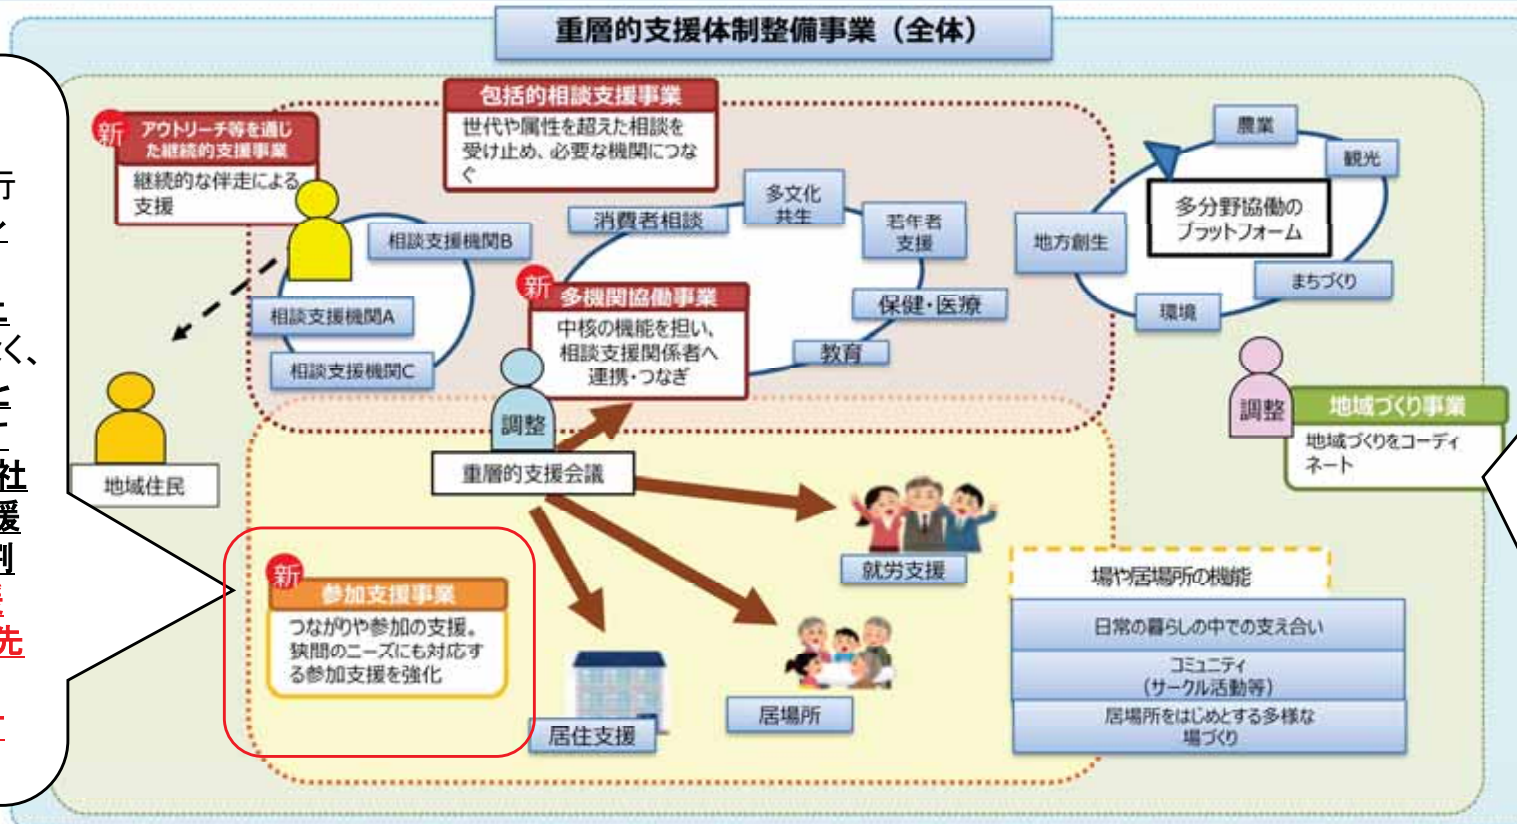 重層的支援体制整備事業（全体）
包括的相談支援事業
世代や属性を超えた相談を
受け止め、必要な機関につな
ぐ
新
アウトリーチ等を通じ
た継続的支援事業
継続的な伴走による
支援
相談支援機関B
相談支援機関A
相談支援機関C
地域住民
消費者相談
多文化
共生
若年者
支援
保健・医療
教育
新
多機関協働事業
中核の機能を担い、
相談支援関係者へ
連携・つなぎ
調整
重層的支援会議
農業
観光
多分野協働の
プラットフォーム
地方創生
まちづくり
環境
調整
地域づくり事業
地域づくりをコーディ
ネート
新
参加支援事業
つながりや参加の支援。
狭間のニーズにも対応す
る参加支援を強化
就労支援
居場所
居住支援
場や居場所の機能
日常の暮らしの中での支え合い
コミュニティ
（サークル活動等）
居場所をはじめとする多様な
場づくり
行
く、
社
援
先